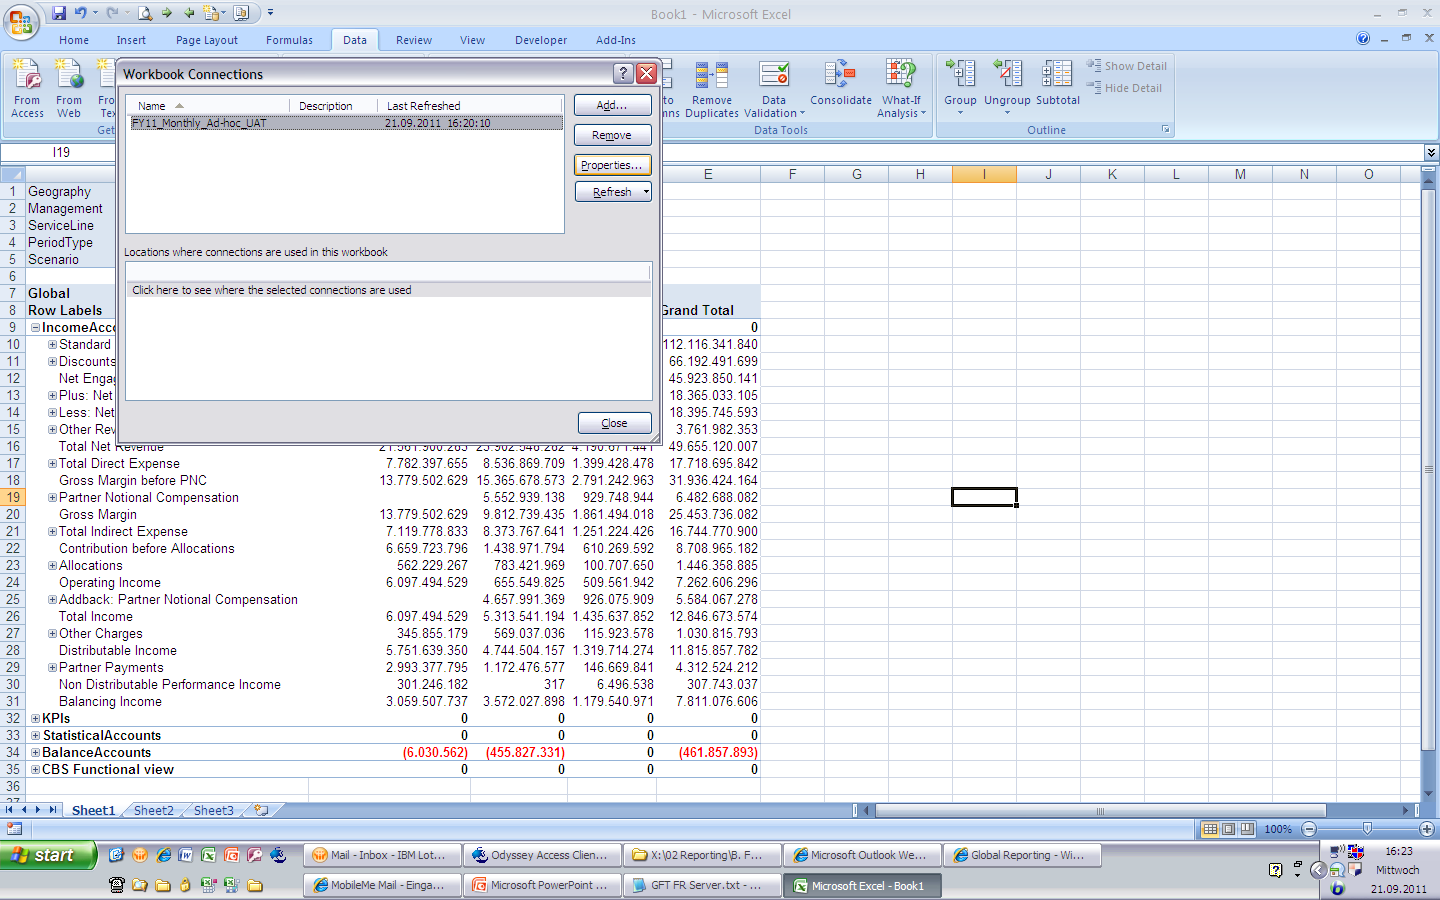 Book1 - Microsoft Excel
Home Insert Page Layout Formulas Data Review View Developer Add-Ins
From Access
From Web
Remove Duplicates
Data Validation
Consolidate
What-If Analysis
Group
Ungroup
Subtotal
Show Detail
Hide Detail
Data Tools
Outline
Workbook Connections
Name Description Last Refreshed
FY11_Monthly_Ad-hoc_UAT 21.09.2011 16:20:10
Add...
Remove
Properties...
Refresh
Locations where connections are used in this workbook
Click here to see where the selected connections are used
Close
I19
E F G H I J K L M N O
1 Geography
2 Management
3 ServiceLine
4 PeriodType
5 Scenario
6
7 Global
8 Row Labels Grand Total
9 IncomeAcco 0
10 Standard 112.116.341.840
11 Discounts 66.192.491.699
12 Net Enga 45.923.850.141
13 Plus: Net 18.365.033.105
14 Less: Net 18.395.745.593
15 Other Rev 3.761.982.353
16 Total Net Revenue 49.655.120.007
17 Total Direct Expense 7.782.397.655 8.536.869.709 1.399.428.478 17.718.695.842
18 Gross Margin before PNC 13.779.502.629 15.365.678.573 2.791.242.963 31.936.424.164
19 Partner Notional Compensation 5.552.939.138 929.748.944 6.482.688.082
20 Gross Margin 13.779.502.629 9.812.739.435 1.861.494.018 25.453.736.082
21 Total Indirect Expense 7.119.778.833 8.373.767.641 1.251.224.426 16.744.770.900
22 Contribution before Allocations 6.659.723.796 1.438.971.794 610.269.592 8.708.965.182
23 Allocations 562.229.267 783.421.969 100.707.650 1.446.358.885
24 Operating Income 6.097.494.529 655.549.825 509.561.942 7.262.606.296
25 Addback: Partner Notional Compensation 4.657.991.369 926.075.909 5.584.067.278
26 Total Income 6.097.494.529 5.313.541.194 1.435.637.852 12.846.673.574
27 Other Charges 345.855.179 569.037.036 115.923.578 1.030.815.793
28 Distributable Income 5.751.639.350 4.744.504.157 1.319.714.274 11.815.857.782
29 Partner Payments 2.993.377.795 1.172.476.577 146.669.841 4.312.524.212
30 Non Distributable Performance Income 301.246.182 317 6.496.538 307.743.037
31 Balancing Income 3.059.507.737 3.572.027.898 1.179.540.971 7.811.076.606
32 KPIs 0 0 0 0
33 StatisticalAccounts 0 0 0 0
34 BalanceAccounts (6.030.562) (455.827.331) 0 (461.857.893)
35 CBS Functional view 0 0 0 0
36
Sheet1 Sheet2 Sheet3
100%
start
Mail - Inbox - IBM Lot...
Odyssey Access Clien...
X:\02 Reporting\B. F...
Microsoft Outlook We...
Global Reporting - Wi...
MobileMe Mail - Einga...
Microsoft PowerPoint ...
GFT FR Server.txt - ...
Microsoft Excel - Book1
16:23
Mittwoch
21.09.2011